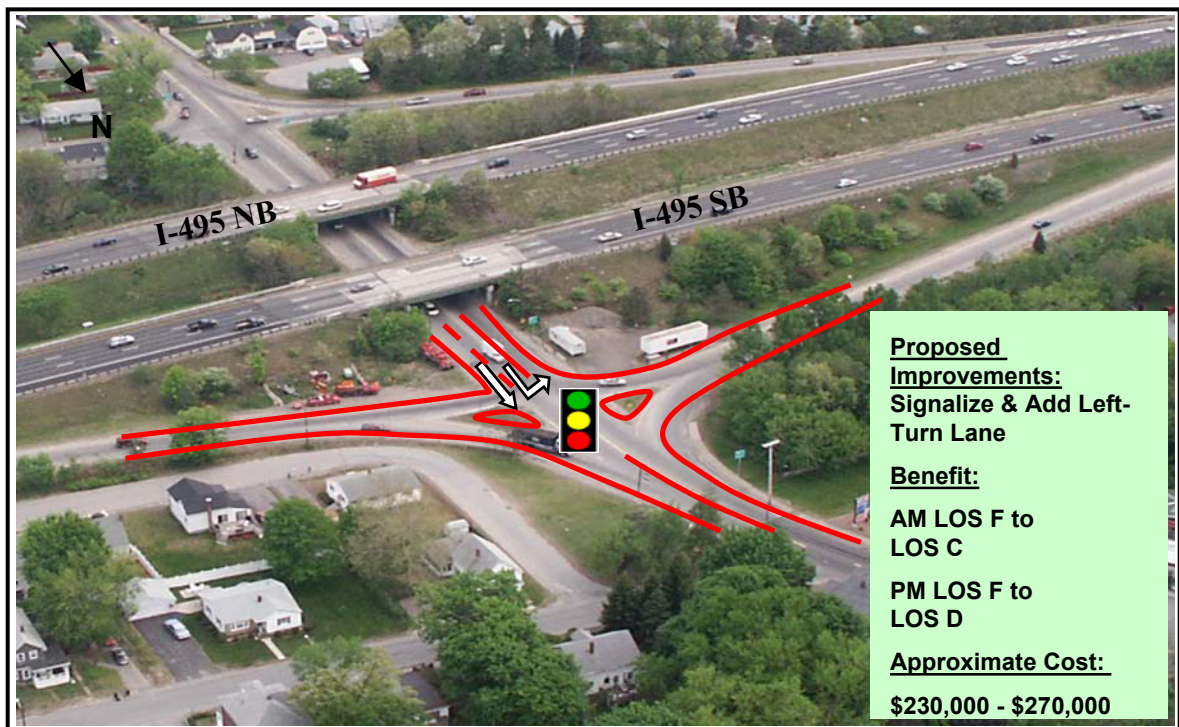 N
I-495 NB
I-495 SB
Proposed
Improvements:
Signalize & Add Left-
Turn Lane
Benefit:
AM LOS F to
LOS C
PM LOS F to
LOS D
Approximate Cost:
$230,000 - $270,000